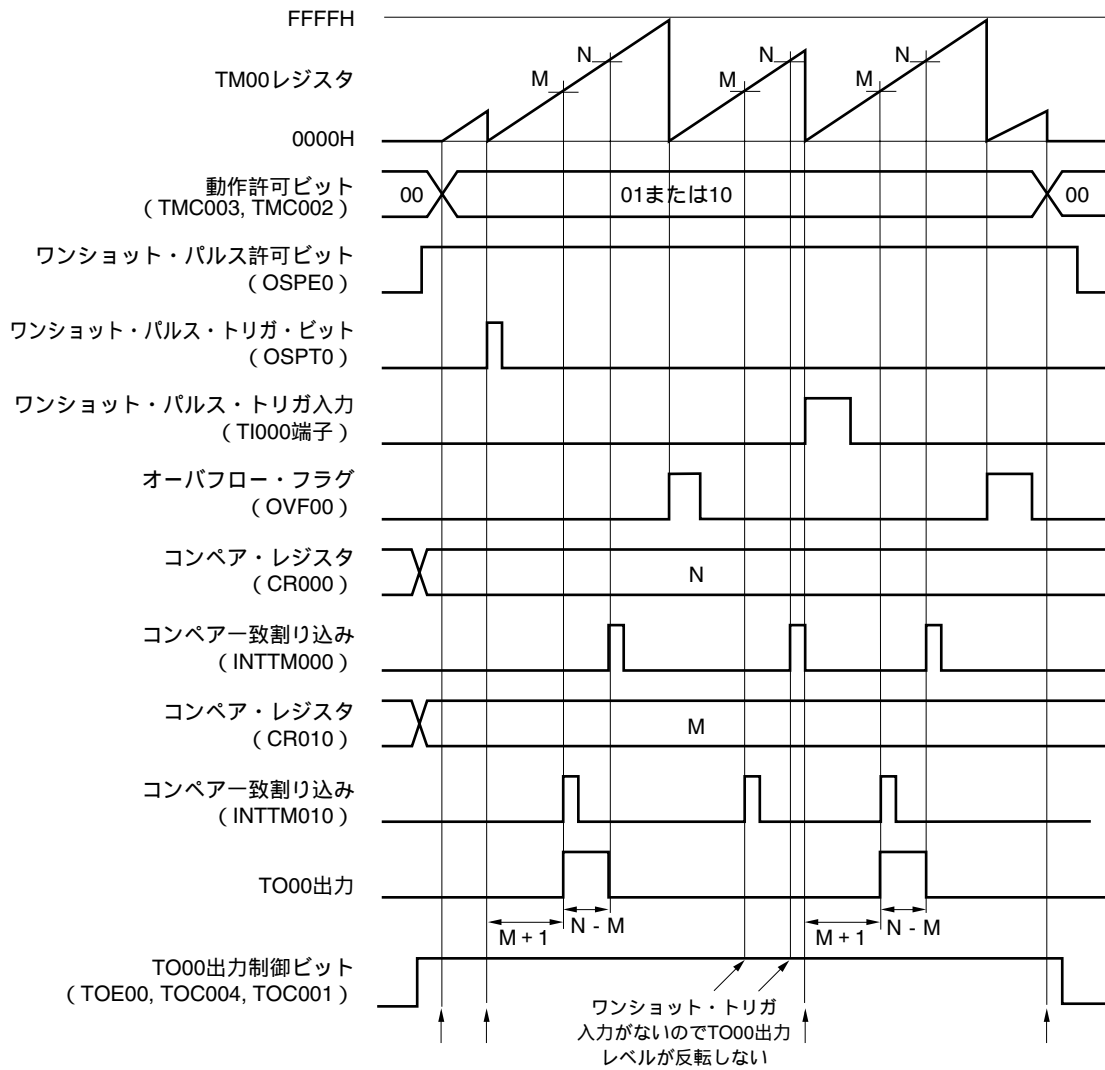 FFFFH
TM00レジスタ
0000H
M
N
M
N
M
N
動作許可ビット
（TMC003, TMC002）
00
01または10
00
ワンショット・パルス許可ビット
（OSPE0）
ワンショット・パルス・トリガ・ビット
（OSPT0）
ワンショット・パルス・トリガ入力
（TI000端子）
オーバフロー・フラグ
（OVF00）
コンペア・レジスタ
（CR000）
N
コンペア一致割り込み
（INTTM000）
コンペア・レジスタ
（CR010）
M
コンペア一致割り込み
（INTTM010）
TO00出力
M + 1
N - M
M + 1
N - M
TO00出力制御ビット
（TOE00, TOC004, TOC001）
ワンショット・トリガ
入力がないのでTO00出力
レベルが反転しない